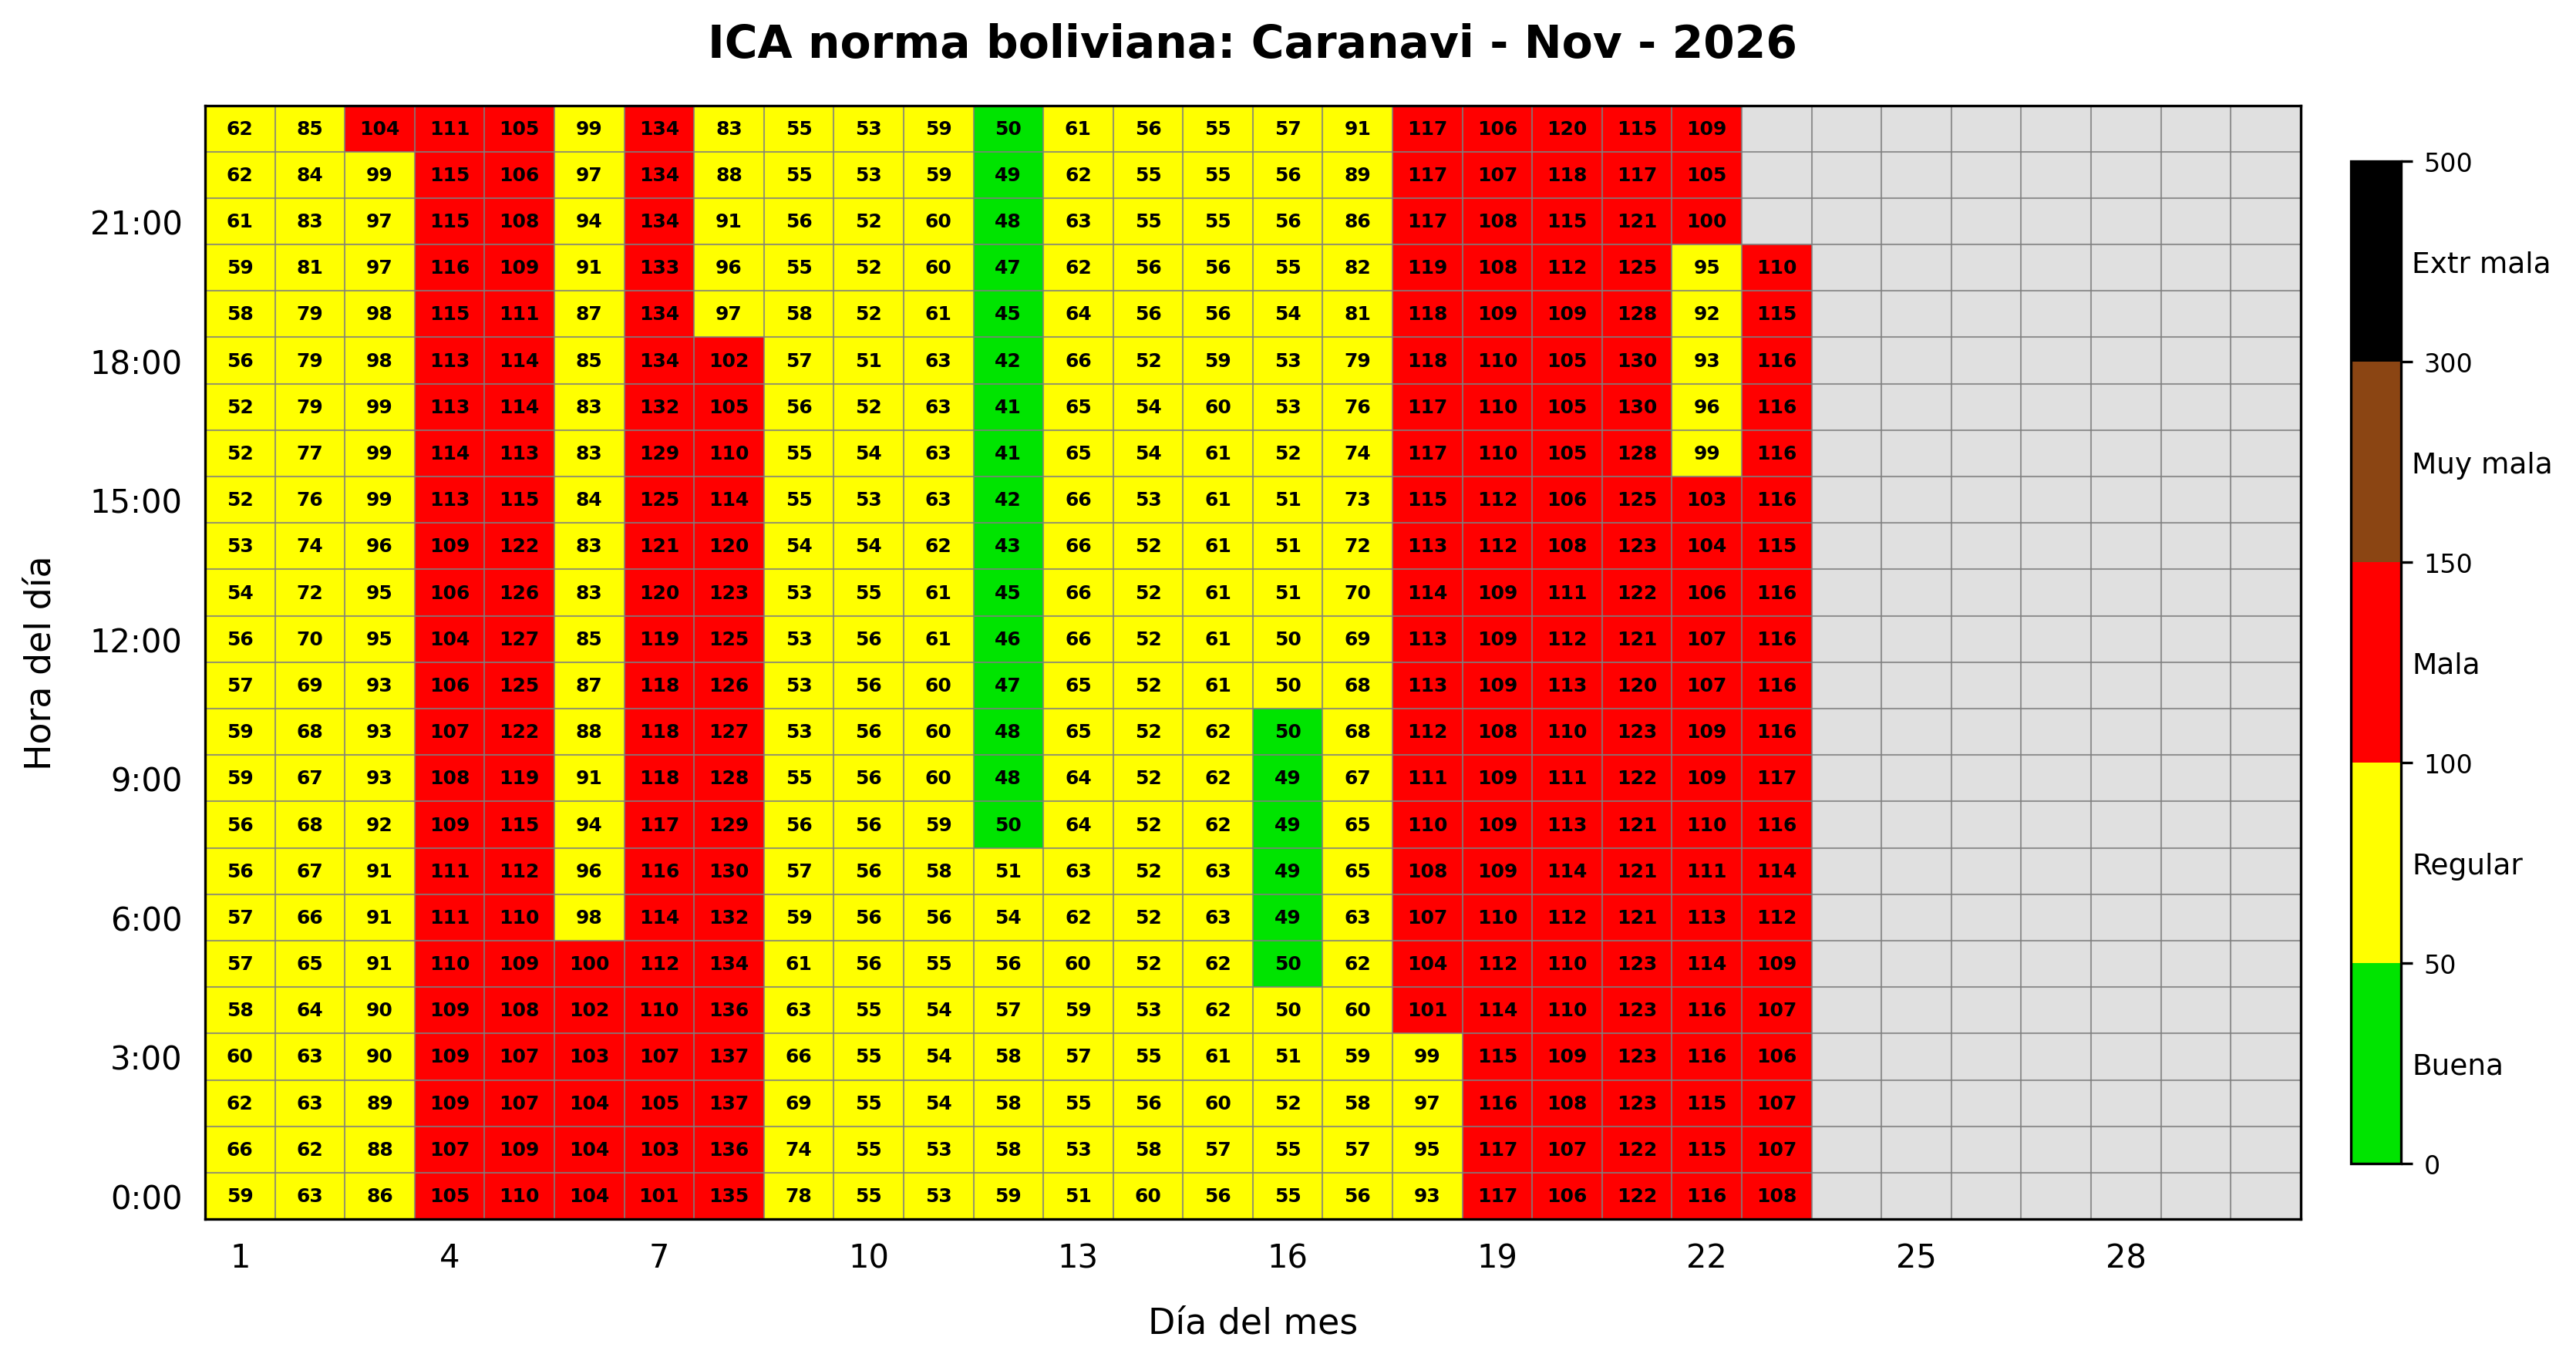 ICA norma boliviana: Caranavi - Nov - 2026
62 85 104 111 105 99 134 83 55 53 59 50 61 56 55 57 91 117 106 120 115 109
62 84 99 115 106 97 134 88 55 53 59 49 62 55 55 56 89 117 107 118 117 105
21:00 61 83 97 115 108 94 134 91 56 52 60 48 63 55 55 56 86 117 108 115 121 100
59 81 97 116 109 91 133 96 55 52 60 47 62 56 56 55 82 119 108 112 125 95 110
58 79 98 115 111 87 134 97 58 52 61 45 64 56 56 54 81 118 109 109 128 92 115
18:00 56 79 98 113 114 85 134 102 57 51 63 42 66 52 59 53 79 118 110 105 130 93 116
52 79 99 113 114 83 132 105 56 52 63 41 65 54 60 53 76 117 110 105 130 96 116
52 77 99 114 113 83 129 110 55 54 63 41 65 54 61 52 74 117 110 105 128 99 116
15:00 52 76 99 113 115 84 125 114 55 53 63 42 66 53 61 51 73 115 112 106 125 103 116
53 74 96 109 122 83 121 120 54 54 62 43 66 52 61 51 72 113 112 108 123 104 115
54 72 95 106 126 83 120 123 53 55 61 45 66 52 61 51 70 114 109 111 122 106 116
12:00 56 70 95 104 127 85 119 125 53 56 61 46 66 52 61 50 69 113 109 112 121 107 116
57 69 93 106 125 87 118 126 53 56 60 47 65 52 61 50 68 113 109 113 120 107 116
59 68 93 107 122 88 118 127 53 56 60 48 65 52 62 50 68 112 108 110 123 109 116
9:00 59 67 93 108 119 91 118 128 55 56 60 48 64 52 62 49 67 111 109 111 122 109 117
56 68 92 109 115 94 117 129 56 56 59 50 64 52 62 49 65 110 109 113 121 110 116
56 67 91 111 112 96 116 130 57 56 58 51 63 52 63 49 65 108 109 114 121 111 114
6:00 57 66 91 111 110 98 114 132 59 56 56 54 62 52 63 49 63 107 110 112 121 113 112
57 65 91 110 109 100 112 134 61 56 55 56 60 52 62 50 62 104 112 110 123 114 109
58 64 90 109 108 102 110 136 63 55 54 57 59 53 62 50 60 101 114 110 123 116 107
3:00 60 63 90 109 107 103 107 137 66 55 54 58 57 55 61 51 59 99 115 109 123 116 106
62 63 89 109 107 104 105 137 69 55 54 58 55 56 60 52 58 97 116 108 123 115 107
66 62 88 107 109 104 103 136 74 55 53 58 53 58 57 55 57 95 117 107 122 115 107
0:00 59 63 86 105 110 104 101 135 78 55 53 59 51 60 56 55 56 93 117 106 122 116 108
1 4 7 10 13 16 19 22 25 28
Día del mes
Hora del día
500
Extr mala
300
Muy mala
150
Mala
100
Regular
50
Buena
0